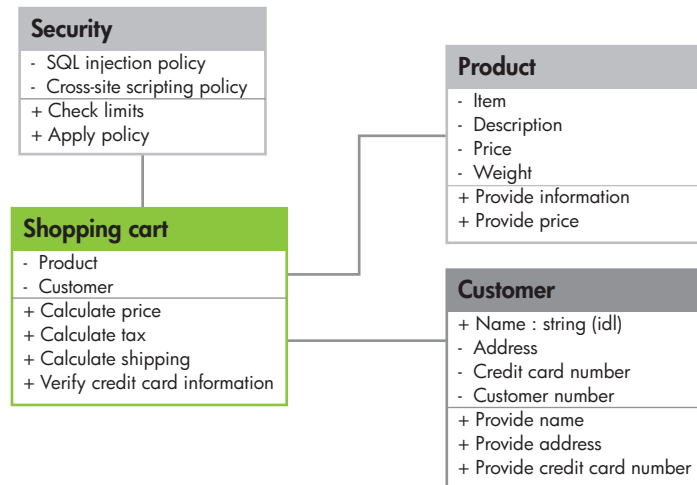 Security
- SQL injection policy
- Cross-site scripting policy
+ Check limits
+ Apply policy
Shopping cart
- Product
- Customer
+ Calculate price
+ Calculate tax
+ Calculate shipping
+ Verify credit card information
Product
- Item
- Description
- Price
- Weight
+ Provide information
+ Provide price
Customer
+ Name : string (idl)
- Address
- Credit card number
- Customer number
+ Provide name
+ Provide address
+ Provide credit card number